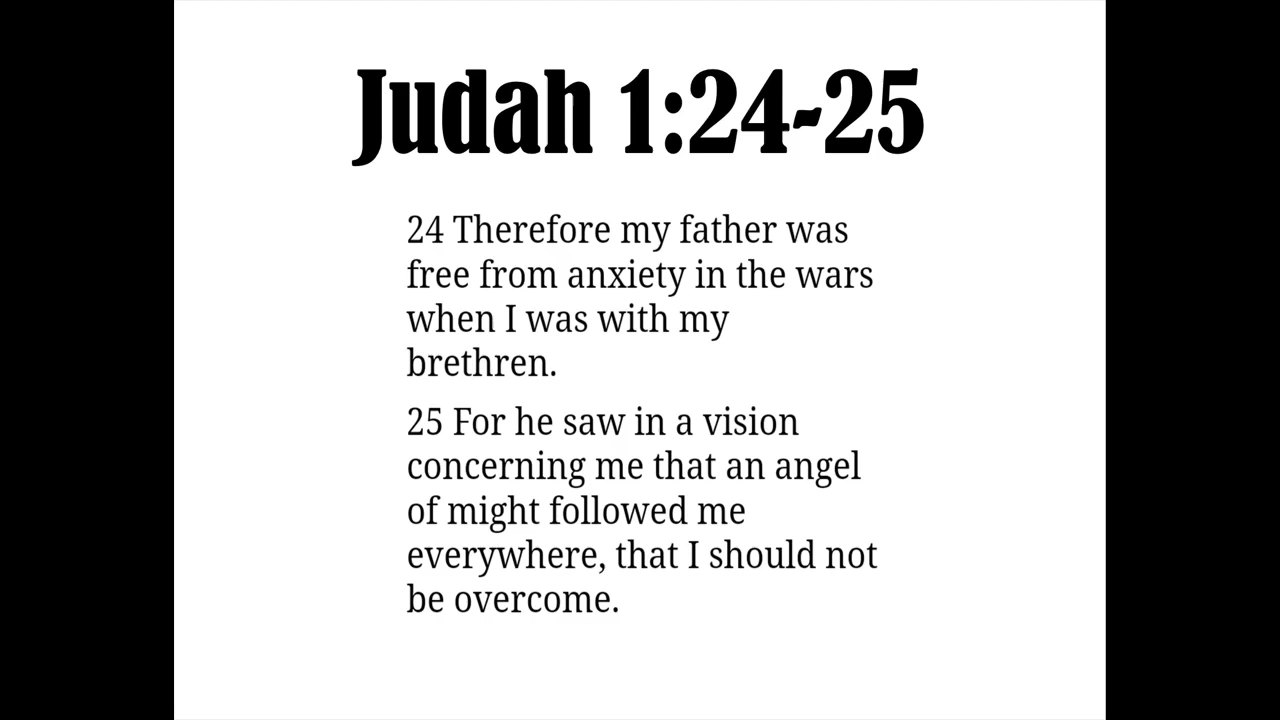 Judah 1:24-25
24 Therefore my father was
free from anxiety in the wars
when I was with my
brethren.
25 For he saw in a vision
concerning me that an angel
of might followed me
everywhere, that I should not
be overcome.